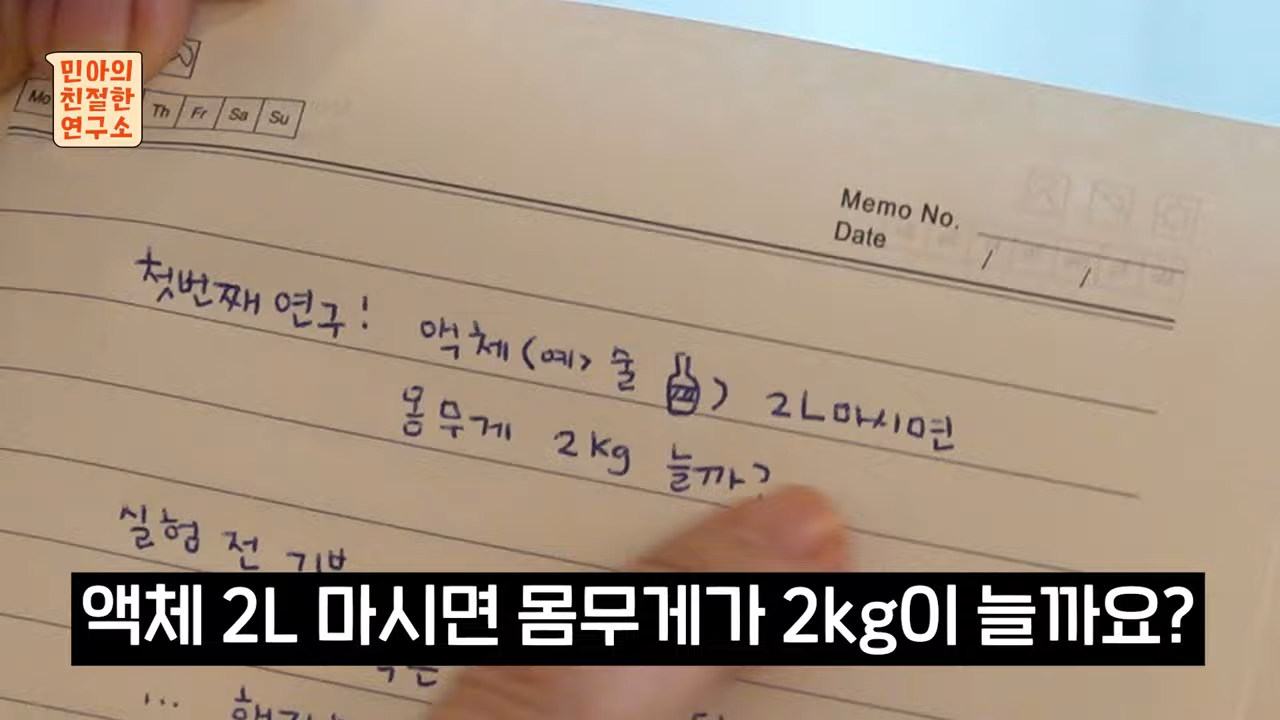 민아의
친절한
연구소
Mo Th Fr Sa Su
Memo No.
Date / /
첫번째 연구! 액체(예> 술 ) 2L마시면
몸무게 2kg 늘까?
실험 전
액체 2L 마시면 몸무게가 2kg이 늘까요?
...